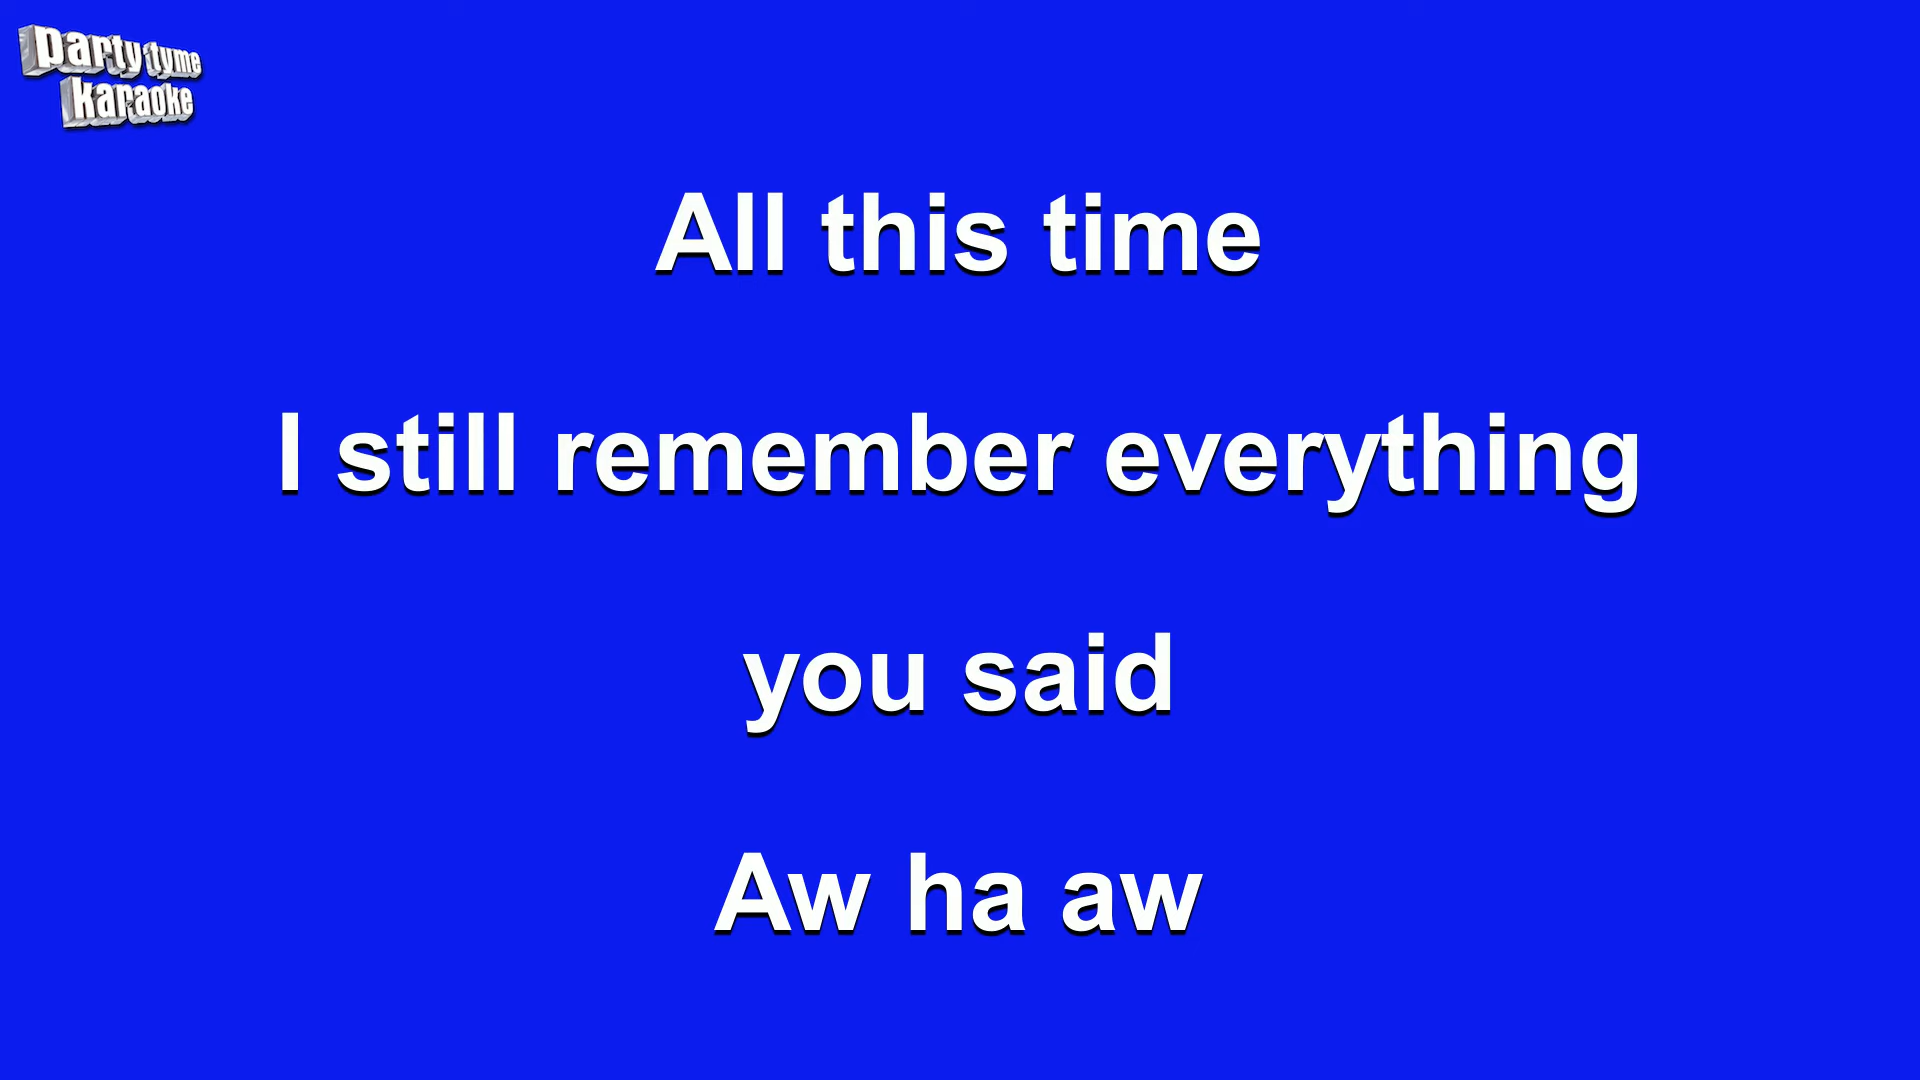 party tyme
karaoke
All this time
I still remember everything
you said
Aw ha aw